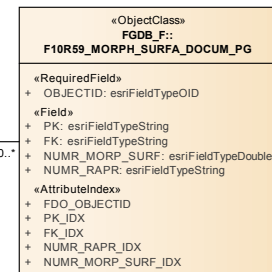 «ObjectClass»
FGDB_F::
F10R59_MORPH_SURFA_DOCUM_PG
«RequiredField»
+ OBJECTID: esriFieldTypeOID
«Field»
+ PK: esriFieldTypeString
+ FK: esriFieldTypeString
0..*
+ NUMR_MORP_SURF: esriFieldTypeDouble
+ NUMR_RAPR: esriFieldTypeString
«AttributeIndex»
+ FDO_OBJECTID
+ PK_IDX
+ FK_IDX
+ NUMR_RAPR_IDX
+ NUMR_MORP_SURF_IDX